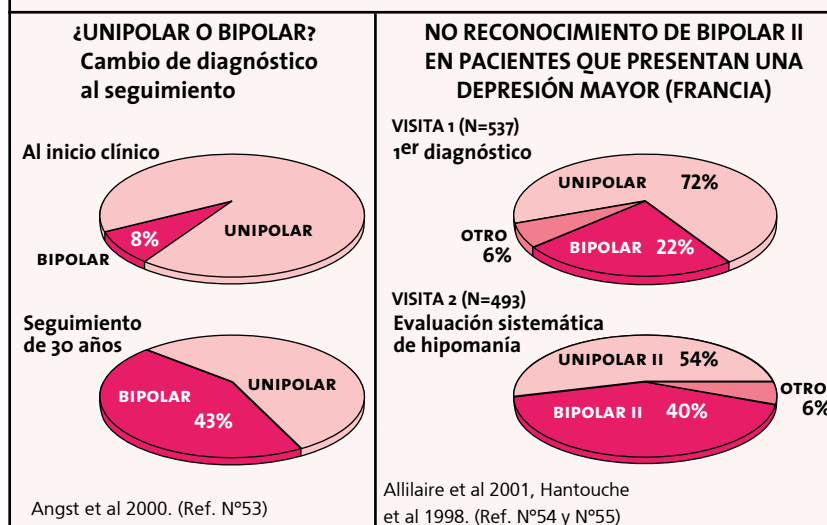 ¿UNIPOLAR O BIPOLAR?
Cambio de diagnóstico
al seguimiento
Al inicio clínico
8%
UNIPOLAR
BIPOLAR
Seguimiento
de 30 años
BIPOLAR
UNIPOLAR
43%
Angst et al 2000. (Ref. Nº53)
NO RECONOCIMIENTO DE BIPOLAR II
EN PACIENTES QUE PRESENTAN UNA
DEPRESIÓN MAYOR (FRANCIA)
VISITA 1 (N=537)
1er diagnóstico
UNIPOLAR 72%
OTRO
6%
BIPOLAR 22%
VISITA 2 (N=493)
Evaluación sistemática
de hipomanía
UNIPOLAR II 54%
OTRO
6%
BIPOLAR II 40%
Allilaire et al 2001, Hantouche
et al 1998. (Ref. Nº54 y Nº55)